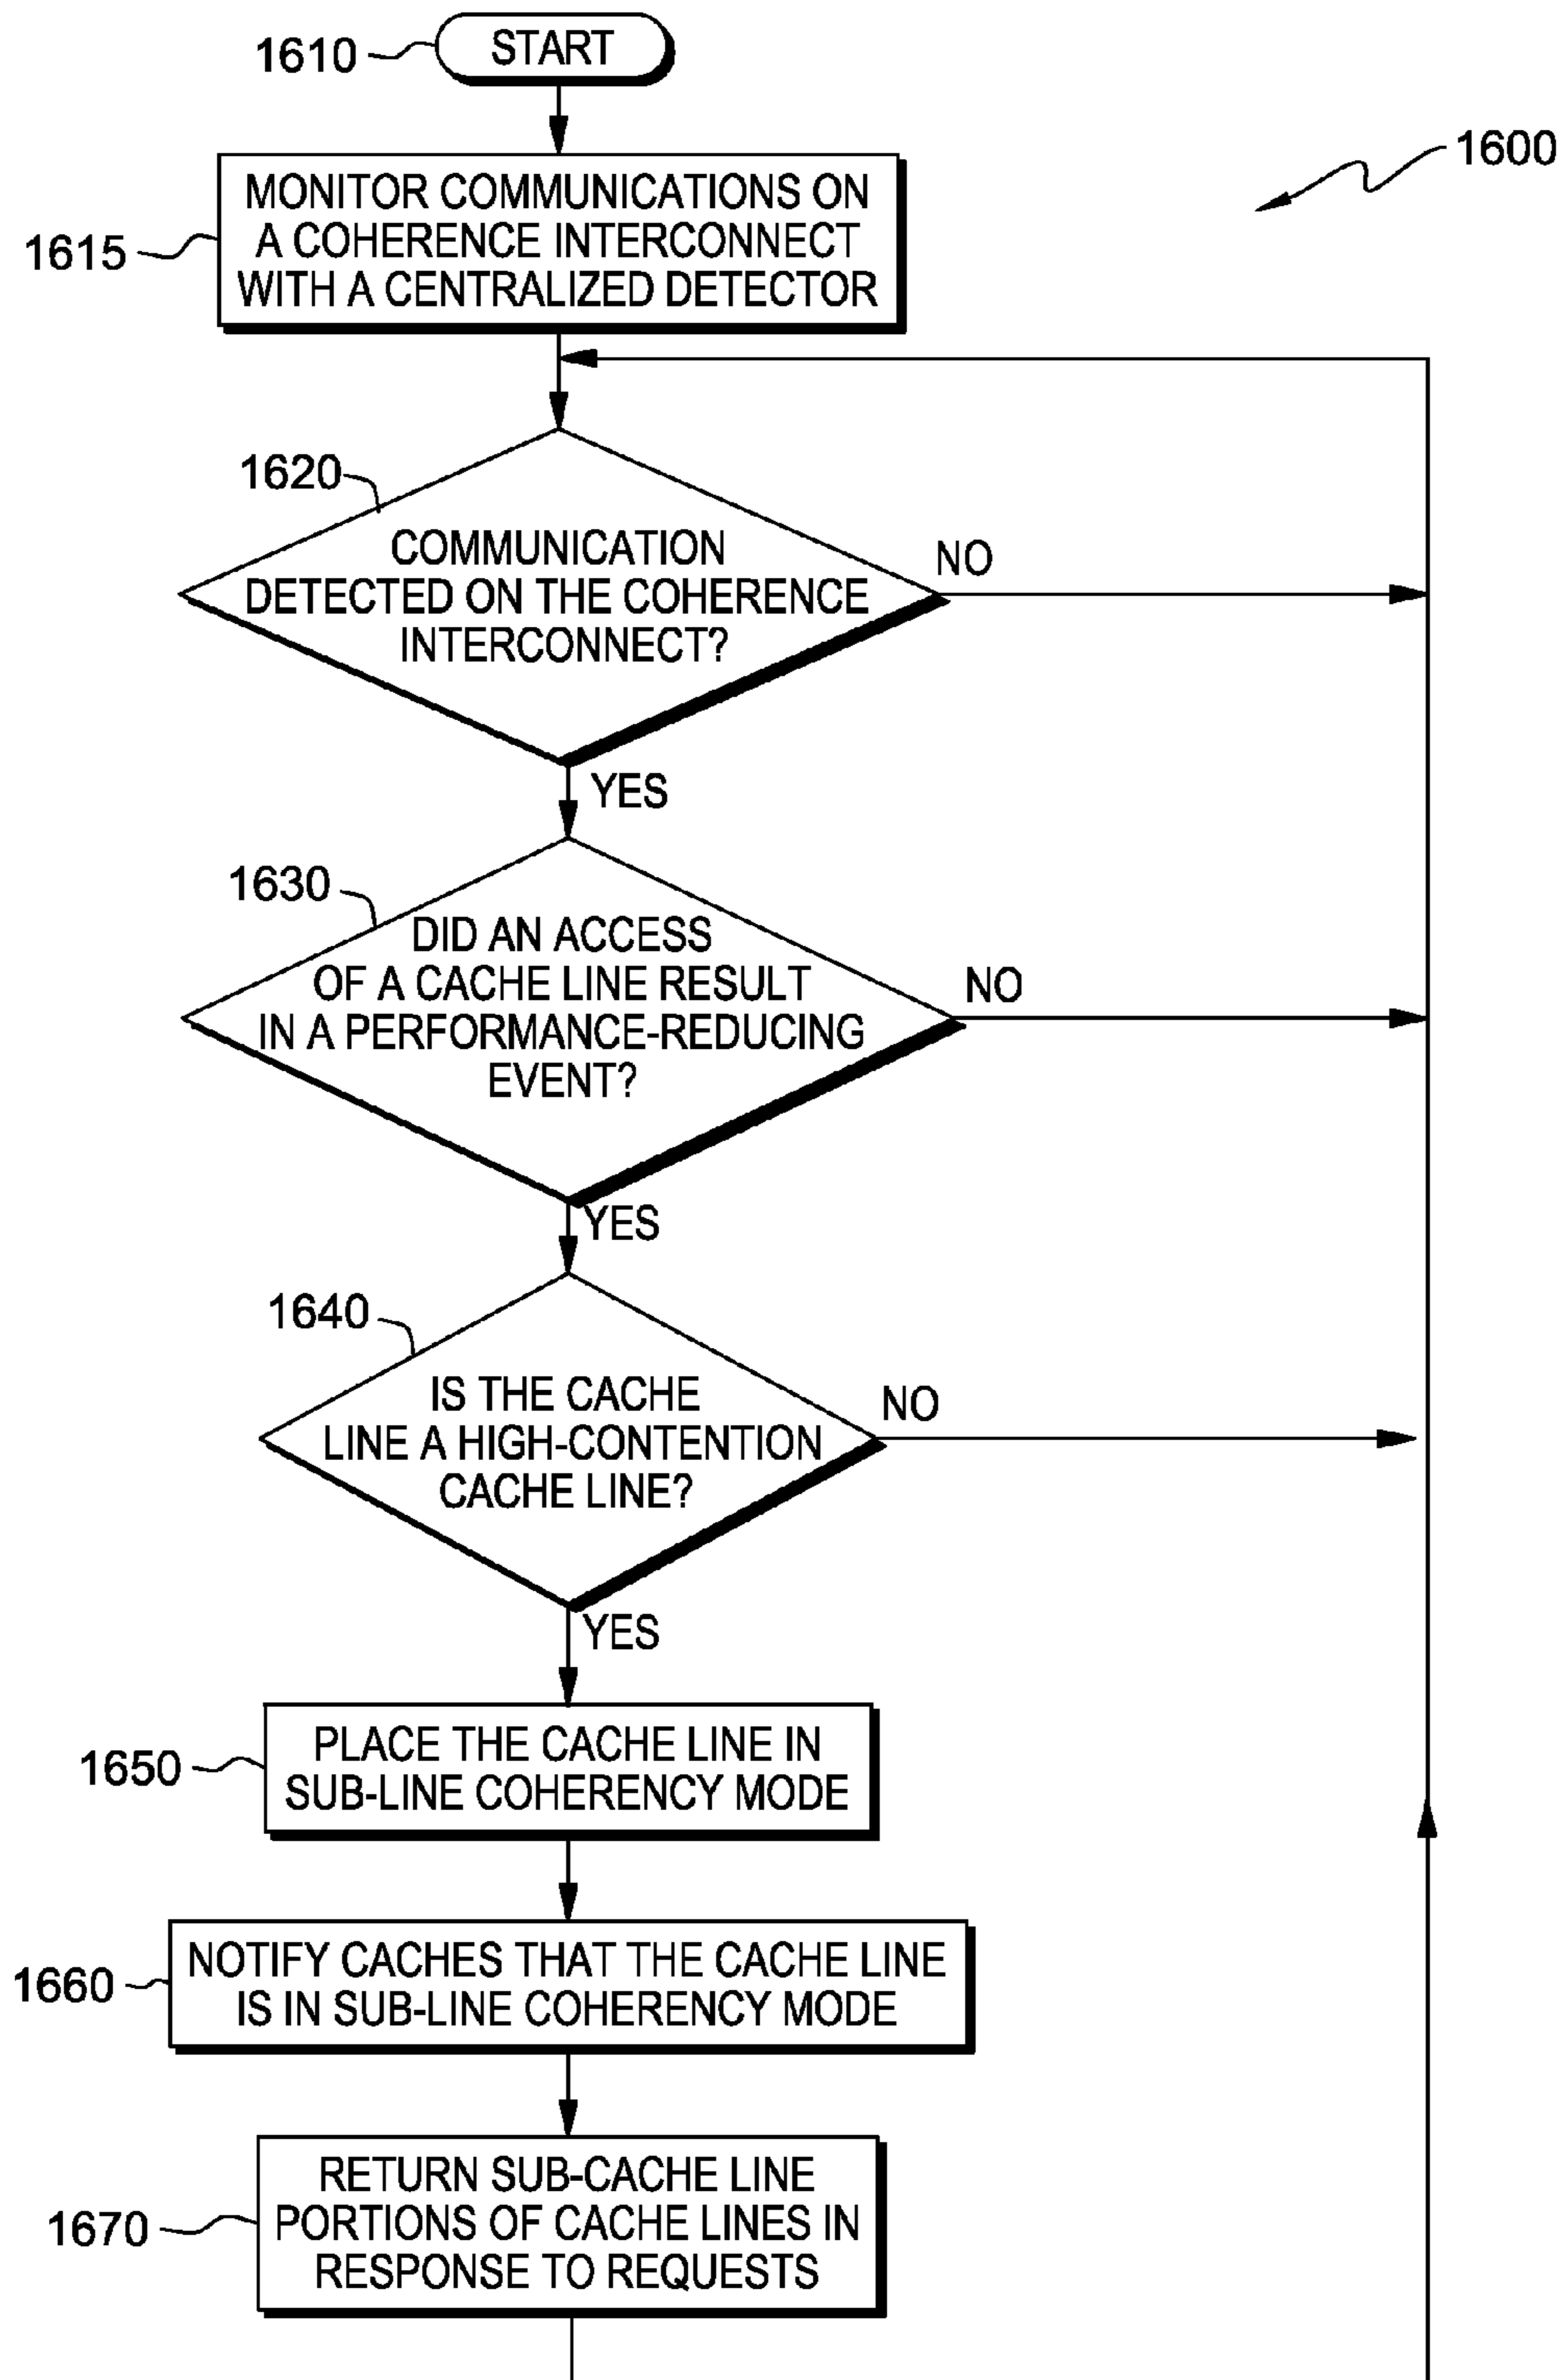 1610
START
1600
1615
MONITOR COMMUNICATIONS ON
A COHERENCE INTERCONNECT
WITH A CENTRALIZED DETECTOR
1620
COMMUNICATION
DETECTED ON THE COHERENCE
INTERCONNECT?
NO
YES
1630
DID AN ACCESS
OF A CACHE LINE RESULT
IN A PERFORMANCE-REDUCING
EVENT?
NO
YES
1640
IS THE CACHE
LINE A HIGH-CONTENTION
CACHE LINE?
NO
YES
1650
PLACE THE CACHE LINE IN
SUB-LINE COHERENCY MODE
1660
NOTIFY CACHES THAT THE CACHE LINE
IS IN SUB-LINE COHERENCY MODE
1670
RETURN SUB-CACHE LINE
PORTIONS OF CACHE LINES IN
RESPONSE TO REQUESTS